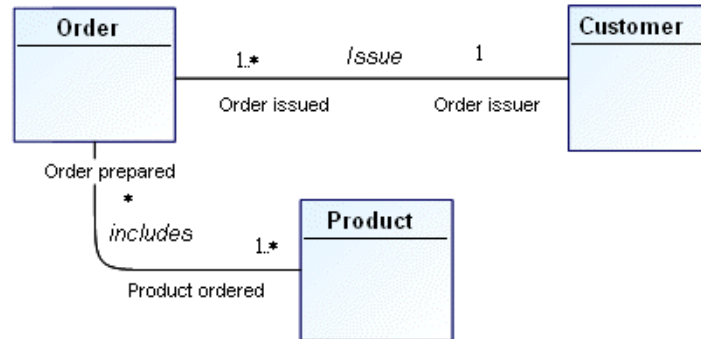 Order
Customer
1..* Issue 1
Order issued Order issuer
Order prepared
*
Product
includes
1..*
Product ordered